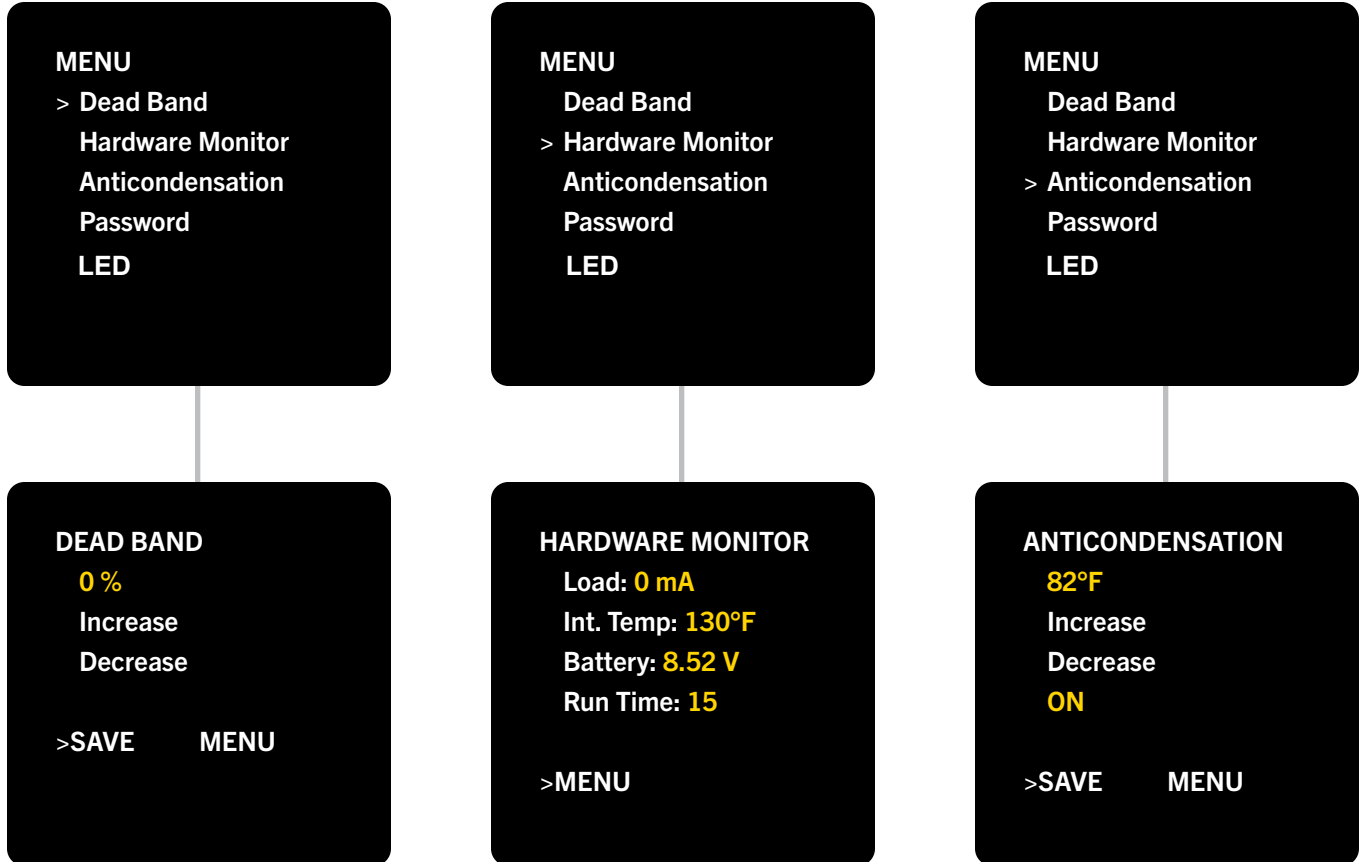 MENU
> Dead Band
Hardware Monitor
Anticondensation
Password
LED
MENU
Dead Band
> Hardware Monitor
Anticondensation
Password
LED
MENU
Dead Band
Hardware Monitor
> Anticondensation
Password
LED
DEAD BAND
0 %
Increase
Decrease
>SAVE MENU
HARDWARE MONITOR
Load: 0 mA
Int. Temp: 130°F
Battery: 8.52 V
Run Time: 15
>MENU
ANTICONDENSATION
82°F
Increase
Decrease
ON
>SAVE MENU